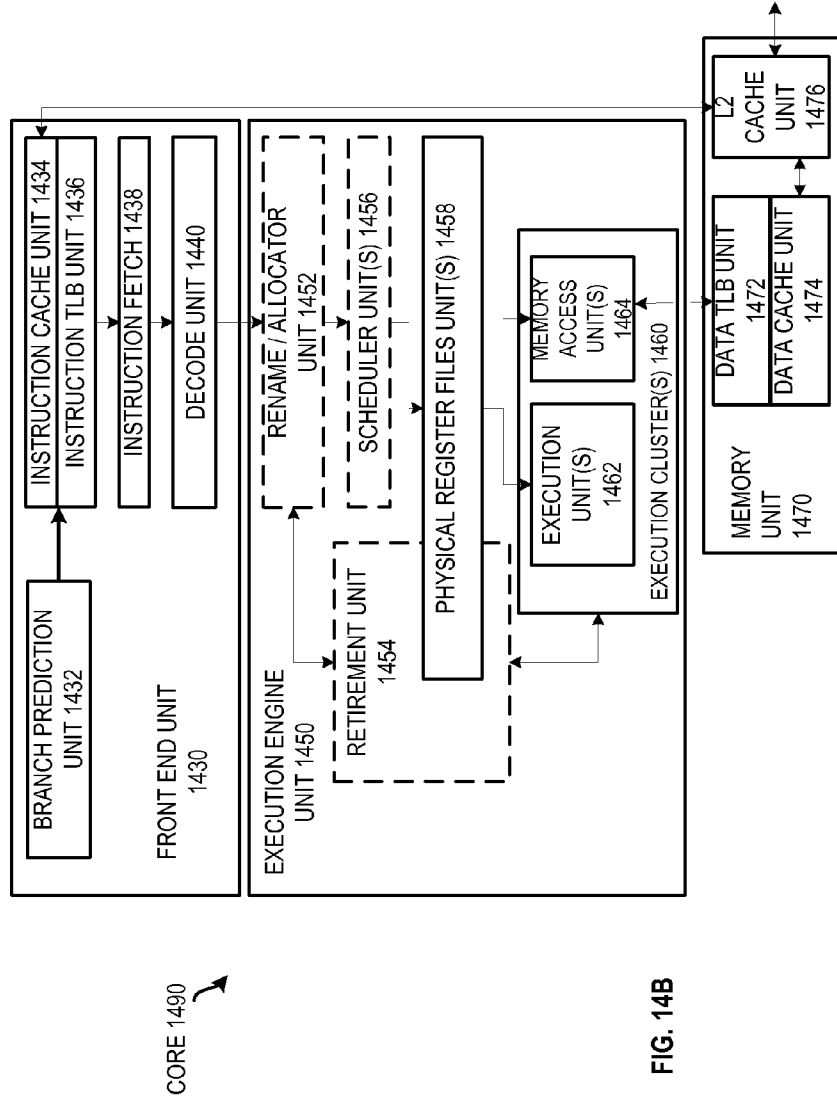 CORE 1490
FIG. 14B
BRANCH PREDICTION
UNIT 1432
INSTRUCTION CACHE UNIT 1434
INSTRUCTION TLB UNIT 1436
INSTRUCTION FETCH 1438
DECODE UNIT 1440
FRONT END UNIT
1430
EXECUTION ENGINE
UNIT 1450
RENAME / ALLOCATOR
UNIT 1452
SCHEDULER UNIT(S) 1456
RETIREMENT UNIT
1454
PHYSICAL REGISTER FILES UNIT(S) 1458
EXECUTION
UNIT(S)
1462
MEMORY
ACCESS
UNIT(S)
1464
EXECUTION CLUSTER(S) 1460
MEMORY
UNIT
1470
DATA TLB UNIT
1472
DATA CACHE UNIT
1474
L2
CACHE
UNIT
1476